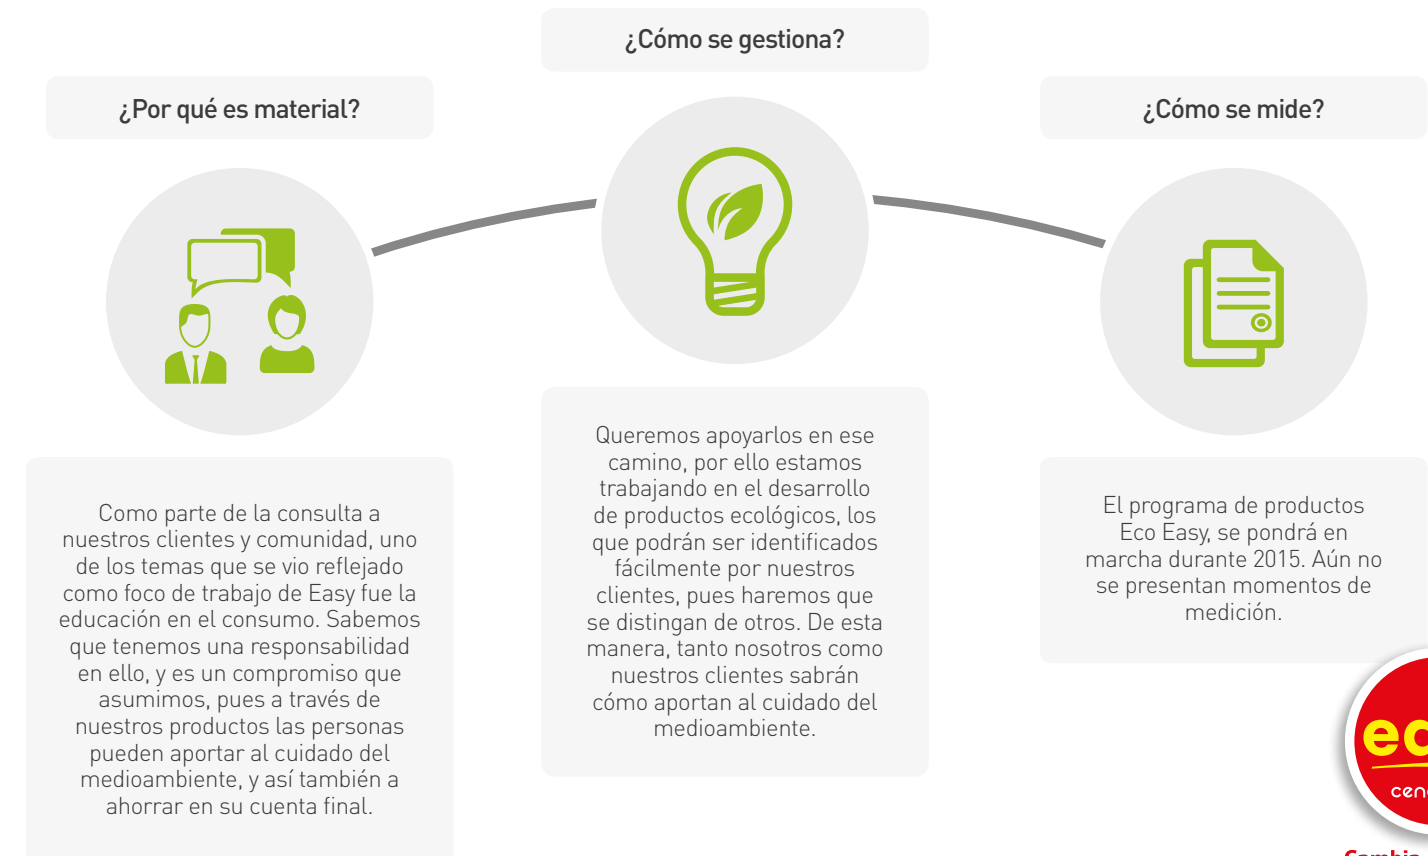 ¿Cómo se gestiona?
¿Por qué es material?
¿Cómo se mide?
Como parte de la consulta a
nuestros clientes y comunidad, uno
de los temas que se vio reflejado
como foco de trabajo de Easy fue la
educación en el consumo. Sabemos
que tenemos una responsabilidad
en ello, y es un compromiso que
asumimos, pues a través de
nuestros productos las personas
pueden aportar al cuidado del
medioambiente, y así también a
ahorrar en su cuenta final.
Queremos apoyarlos en ese
camino, por ello estamos
trabajando en el desarrollo
de productos ecológicos, los
que podrán ser identificados
fácilmente por nuestros
clientes, pues haremos que
se distingan de otros. De esta
manera, tanto nosotros como
nuestros clientes sabrán
cómo aportan al cuidado del
medioambiente.
El programa de productos
Eco Easy, se pondrá en
marcha durante 2015. Aún no
se presentan momentos de
medición.